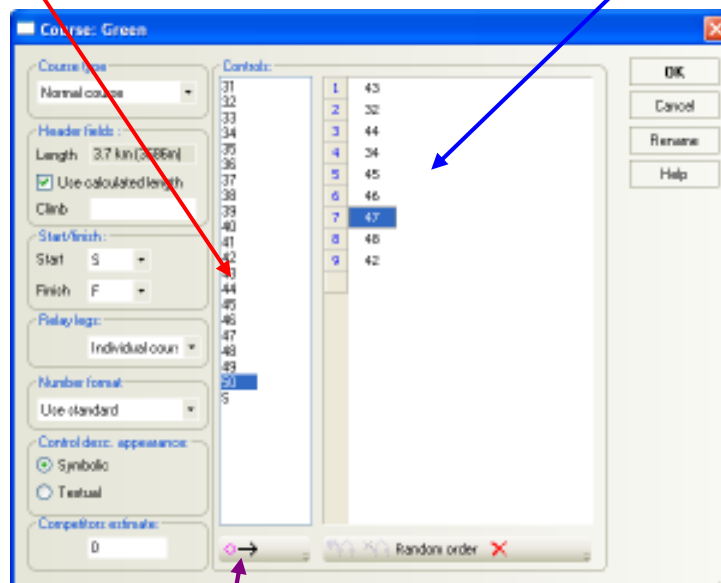 Course: Green
Course type
Normal course
Header fields :
Length 3.7 km (3686m)
Use calculated length
Climb
Start/finish :
Start S
Finish F
Relay legs:
Individual cours
Number format
Use standard
Control desc. appearance:
Symbolic
Textual
Competitors estimate:
0
Controls:
31
32
33
34
35
36
37
38
39
40
41
42
43
44
45
46
47
48
49
50
S
1 43
2 32
3 44
4 34
5 45
6 46
7 47
8 48
9 42
Random order
OK
Cancel
Rename
Help